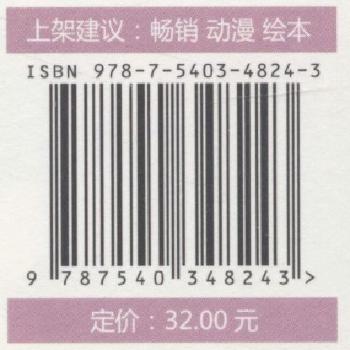 上架建议：畅销 动漫 绘本
ISBN 978-7-5403-4824-3
9 787540 348243 >
定价：32.00 元